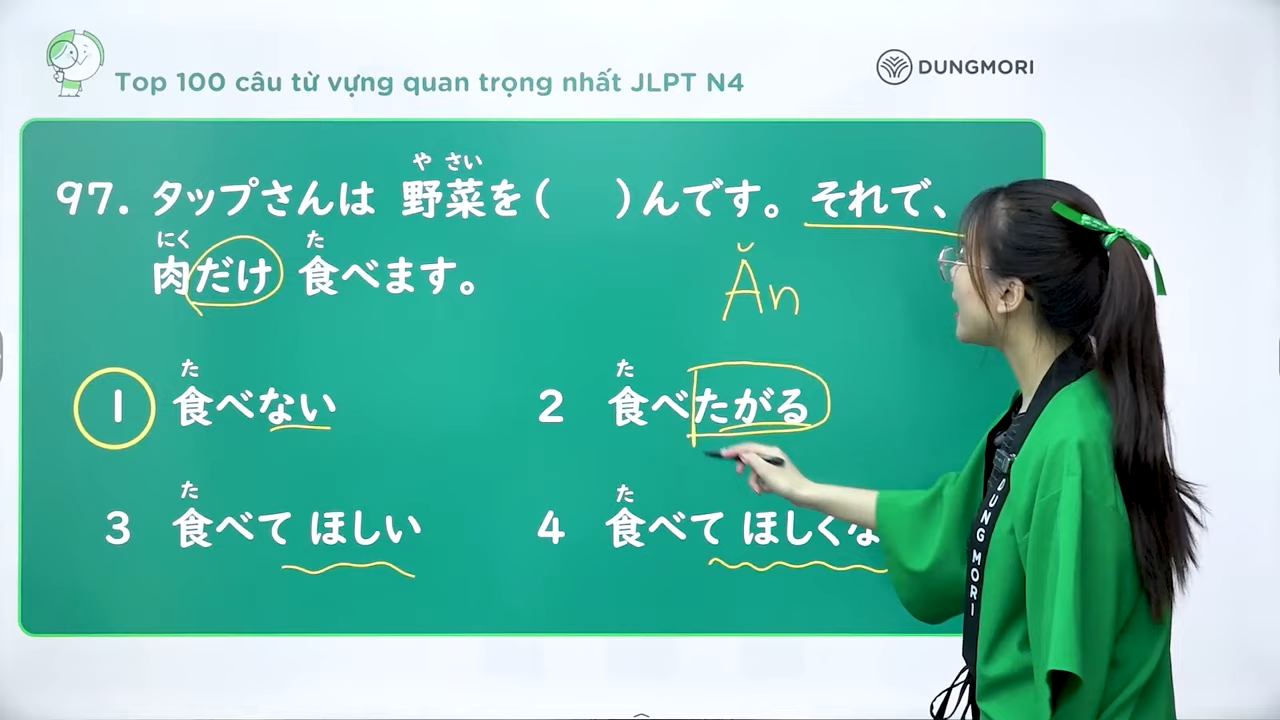 Top 100 câu từ vựng quan trọng nhất JLPT N4
DUNGMORI
や さい
97. タップさんは 野菜を( )んです。それで、
にく た
肉だけ 食べます。
Ăn
た た
1 食べない 2 食べたがる
た た
3 食べて ほしい 4 食べて ほしくな
DUNGMORI